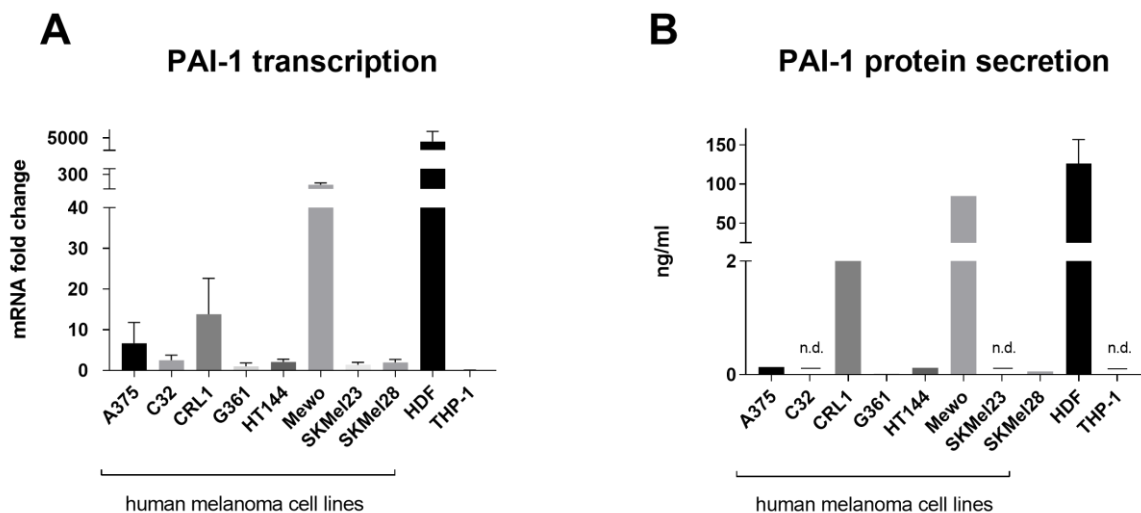 A
PAI-1 transcription
mRNA fold change
5000
300
40
30
20
10
0
A375
C32
CRL1
G361
HT144
Mewo
SKMel23
SKMel28
HDF
THP-1
human melanoma cell lines
B
PAI-1 protein secretion
ng/ml
150
100
50
2
0
n.d.
n.d.
n.d.
A375
C32
CRL1
G361
HT144
Mewo
SKMel23
SKMel28
HDF
THP-1
human melanoma cell lines